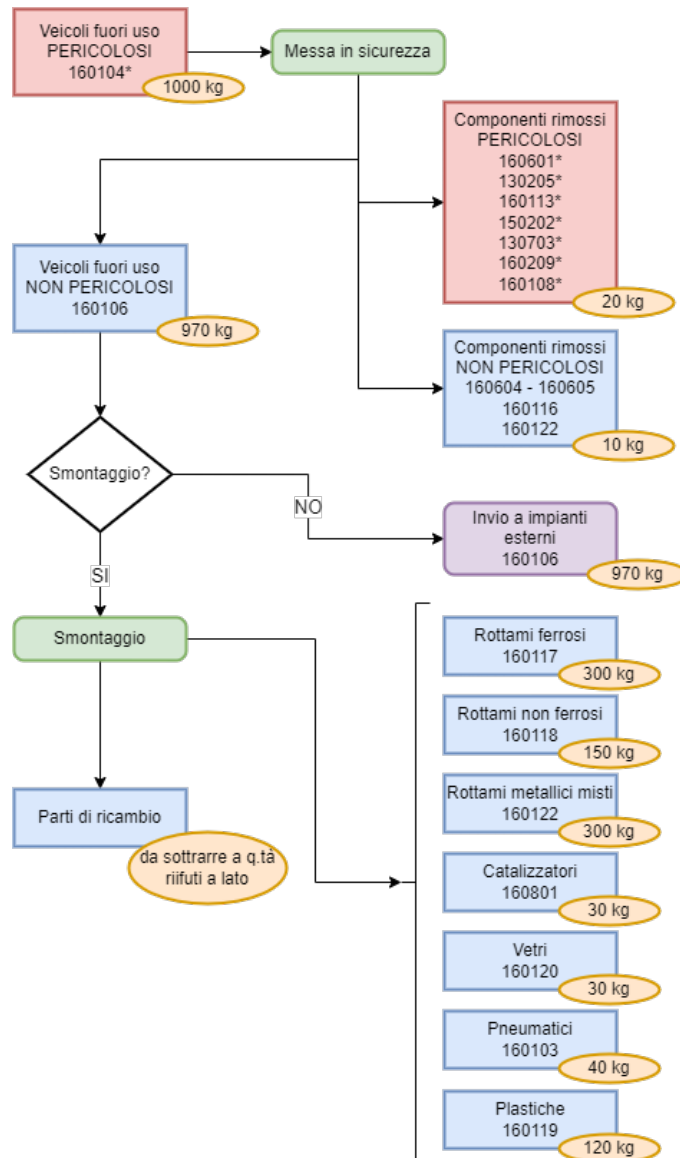 Veicoli fuori uso
PERICOLOSI
160104*
1000 kg
Messa in sicurezza
Componenti rimossi
PERICOLOSI
160601*
130205*
160113*
150202*
130703*
160209*
160108*
20 kg
Veicoli fuori uso
NON PERICOLOSI
160106
970 kg
Componenti rimossi
NON PERICOLOSI
160604 - 160605
160116
160122
10 kg
Smontaggio?
NO
Invio a impianti
esterni
160106
970 kg
SI
Smontaggio
Rottami ferrosi
160117
300 kg
Rottami non ferrosi
160118
150 kg
Parti di ricambio
da sottrarre a q.tà
riifuti a lato
Rottami metallici misti
160122
300 kg
Catalizzatori
160801
30 kg
Vetri
160120
30 kg
Pneumatici
160103
40 kg
Plastiche
160119
120 kg